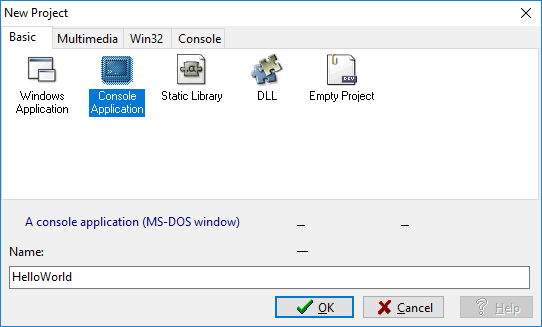 New Project
Basic Multimedia Win32 Console
Windows Application
Console Application
Static Library
DLL
Empty Project
DEV
A console application (MS-DOS window)
Name:
HelloWorld
OK Cancel Help